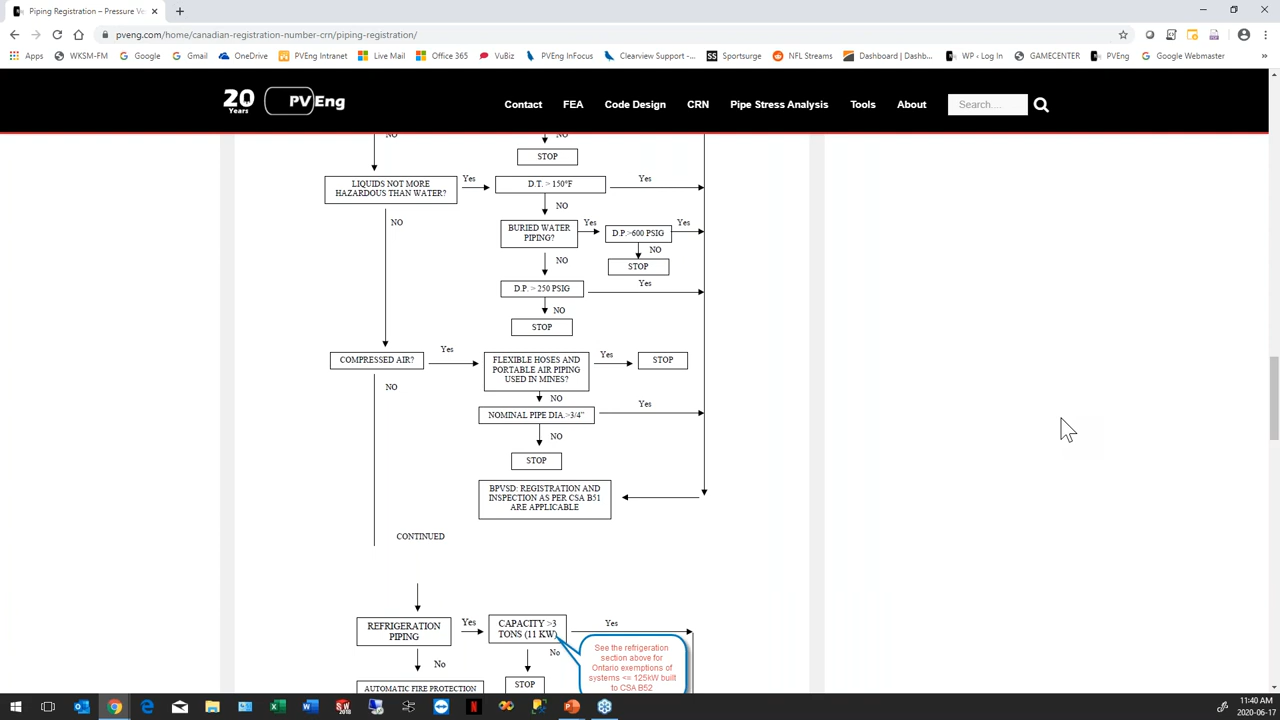 Piping Registration – Pressure Ve
pveng.com/home/canadian-registration-number-crn/piping-registration/
Apps
WKSM-FM
Google
Gmail
OneDrive
PVEng Intranet
Live Mail
Office 365
VuBiz
PVEng InFocus
Clearview Support -...
Sportsurge
NFL Streams
Dashboard | Dashb...
WP ‹ Log In
GAMECENTER
PVEng
Google Webmaster
20
Years
PVEng
Contact
FEA
Code Design
CRN
Pipe Stress Analysis
Tools
About
Search....
NO
NO
STOP
LIQUIDS NOT MORE
HAZARDOUS THAN WATER?
Yes
D.T. > 150°F
Yes
NO
NO
BURIED WATER
PIPING?
Yes
D.P.>600 PSIG
Yes
NO
STOP
NO
D.P. > 250 PSIG
Yes
NO
STOP
COMPRESSED AIR?
Yes
FLEXIBLE HOSES AND
PORTABLE AIR PIPING
USED IN MINES?
Yes
STOP
NO
NO
NOMINAL PIPE DIA.>3/4"
Yes
NO
STOP
BPVSD: REGISTRATION AND
INSPECTION AS PER CSA B51
ARE APPLICABLE
CONTINUED
REFRIGERATION
PIPING
Yes
CAPACITY >3
TONS (11 KW)
Yes
No
No
STOP
See the refrigeration
section above for
Ontario exemptions of
systems <= 125kW built
to CSA B52
AUTOMATIC FIRE PROTECTION
11:40 AM
2020-06-17